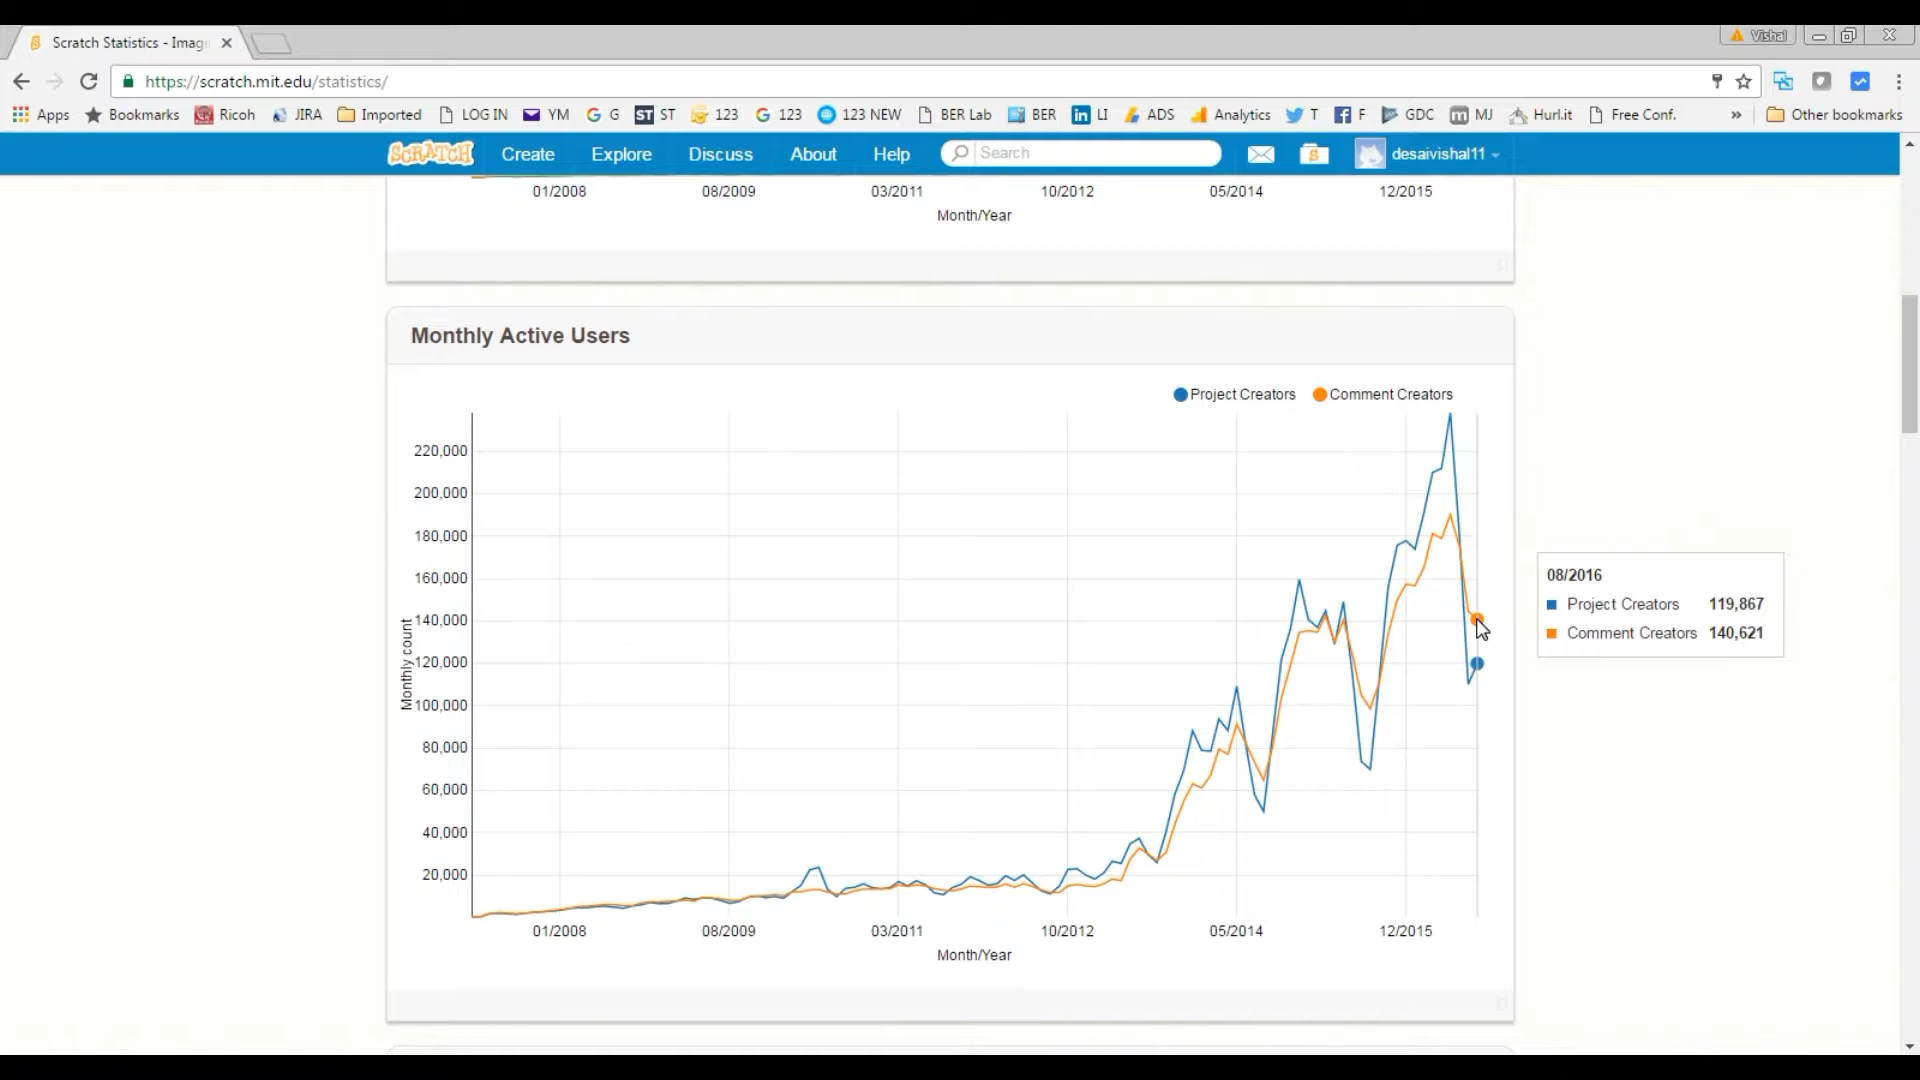 Scratch Statistics - Imag
Vishal
https://scratch.mit.edu/statistics/
Apps Bookmarks Ricoh JIRA Imported LOG IN YM G ST 123 123 123 NEW BER Lab BER LI ADS Analytics T F GDC MJ Hurl.it Free Conf. » Other bookmarks
SCRATCH Create Explore Discuss About Help Search desaivishal11
01/2008 08/2009 03/2011 10/2012 05/2014 12/2015
Month/Year
Monthly Active Users
Project Creators Comment Creators
220,000
200,000
180,000
160,000
140,000
120,000
100,000
80,000
60,000
40,000
20,000
Monthly count
08/2016
Project Creators 119,867
Comment Creators 140,621
01/2008 08/2009 03/2011 10/2012 05/2014 12/2015
Month/Year